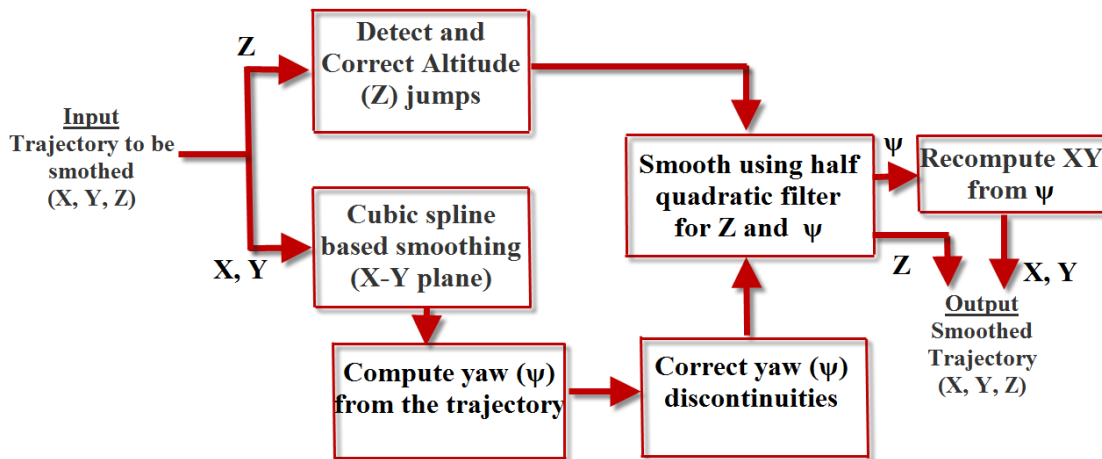 Input
Trajectory to be
smothed
(X, Y, Z)
Z
X, Y
Detect and
Correct Altitude
(Z) jumps
Cubic spline
based smoothing
(X-Y plane)
Compute yaw (ψ)
from the trajectory
Correct yaw (ψ)
discontinuities
Smooth using half
quadratic filter
for Z and ψ
ψ
Z
Recompute XY
from ψ
X, Y
Output
Smoothed
Trajectory
(X, Y, Z)